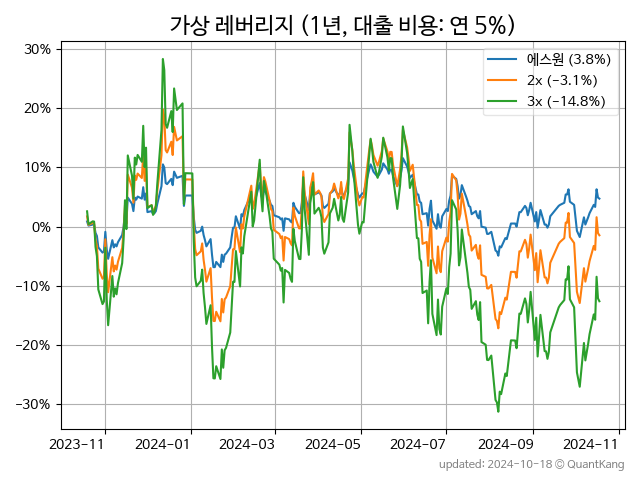 가상 레버리지 (1년, 대출 비용: 연 5%)
에스원 (3.8%)
2x (−3.1%)
3x (−14.8%)
30%
20%
10%
0%
−10%
−20%
−30%
2023-11
2024-01
2024-03
2024-05
2024-07
2024-09
2024-11
updated: 2024-10-18 © QuantKang